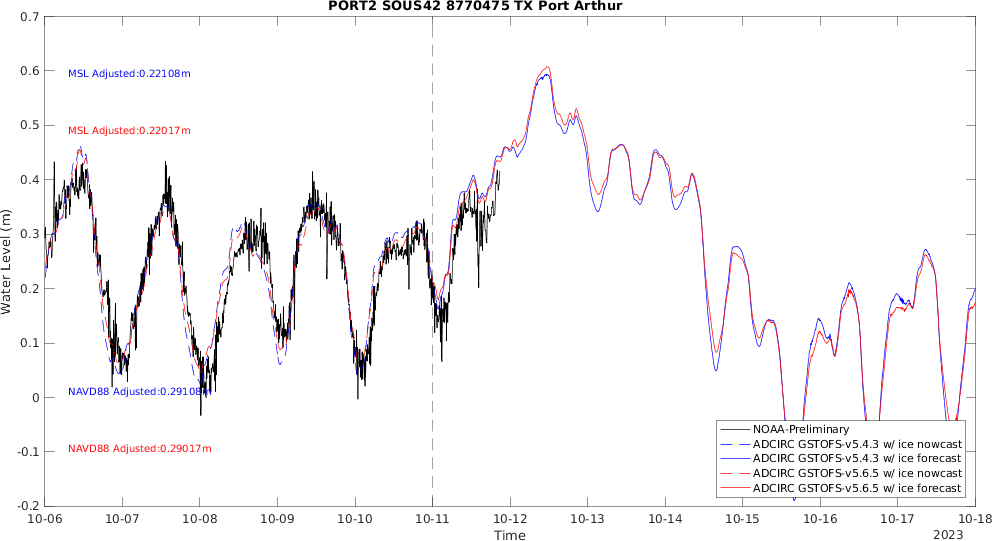 PORT2 SOUS42 8770475 TX Port Arthur
0.7
0.6
0.5
0.4
0.3
0.2
0.1
0
-0.1
-0.2
Water Level (m)
MSL Adjusted:0.22108m
MSL Adjusted:0.22017m
NAVD88 Adjusted:0.29108m
NAVD88 Adjusted:0.29017m
NOAA-Preliminary
ADCIRC GSTOFS-v5.4.3 w/ ice nowcast
ADCIRC GSTOFS-v5.4.3 w/ ice forecast
ADCIRC GSTOFS-v5.6.5 w/ ice nowcast
ADCIRC GSTOFS-v5.6.5 w/ ice forecast
10-06 10-07 10-08 10-09 10-10 10-11 10-12 10-13 10-14 10-15 10-16 10-17 10-18
Time
2023